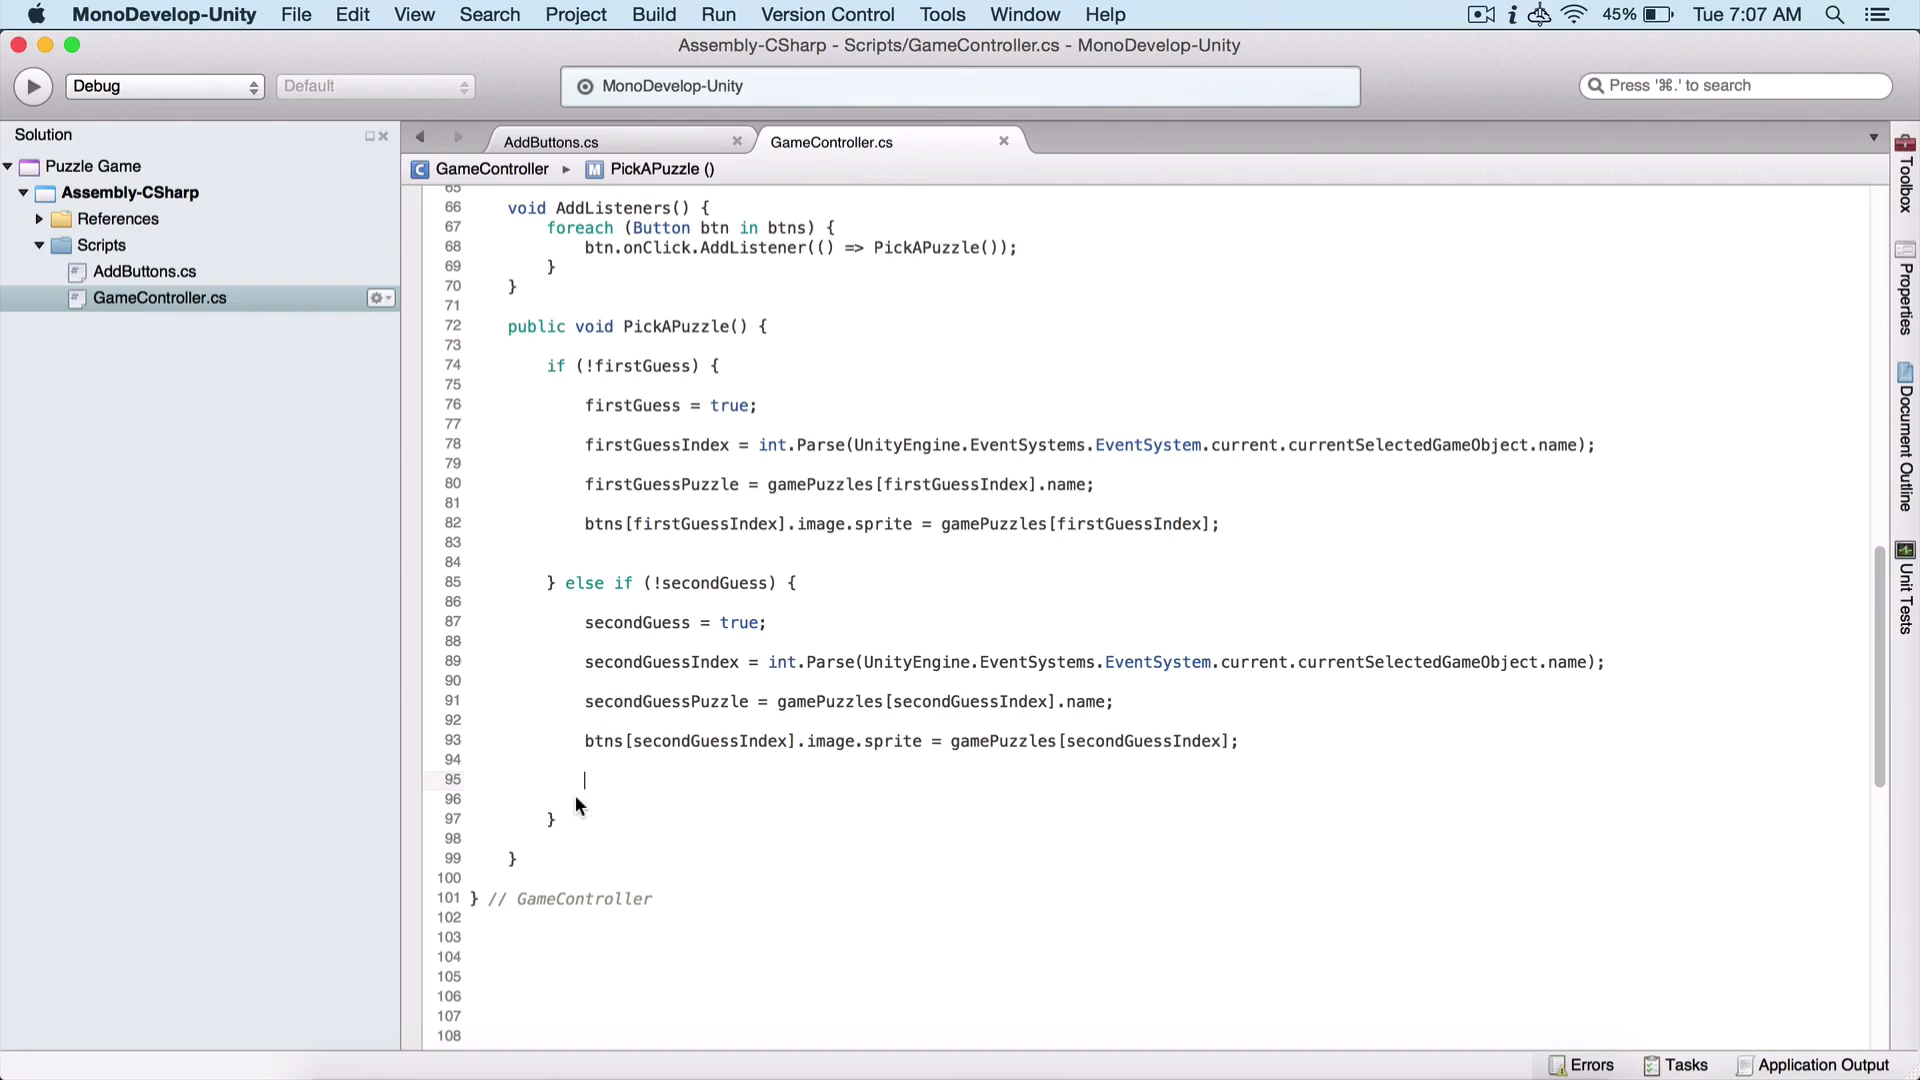 MonoDevelop-Unity File Edit View Search Project Build Run Version Control Tools Window Help 45% Tue 7:07 AM
Assembly-CSharp - Scripts/GameController.cs - MonoDevelop-Unity
Debug Default MonoDevelop-Unity Press '⌘.' to search
Solution
Puzzle Game
Assembly-CSharp
References
Scripts
AddButtons.cs
GameController.cs
AddButtons.cs GameController.cs
C GameController M PickAPuzzle ()
65
66 void AddListeners() {
67 foreach (Button btn in btns) {
68 btn.onClick.AddListener(() => PickAPuzzle());
69 }
70 }
71
72 public void PickAPuzzle() {
73
74 if (!firstGuess) {
75
76 firstGuess = true;
77
78 firstGuessIndex = int.Parse(UnityEngine.EventSystems.EventSystem.current.currentSelectedGameObject.name);
79
80 firstGuessPuzzle = gamePuzzles[firstGuessIndex].name;
81
82 btns[firstGuessIndex].image.sprite = gamePuzzles[firstGuessIndex];
83
84
85 } else if (!secondGuess) {
86
87 secondGuess = true;
88
89 secondGuessIndex = int.Parse(UnityEngine.EventSystems.EventSystem.current.currentSelectedGameObject.name);
90
91 secondGuessPuzzle = gamePuzzles[secondGuessIndex].name;
92
93 btns[secondGuessIndex].image.sprite = gamePuzzles[secondGuessIndex];
94
95
96
97 }
98
99 }
100
101 } // GameController
102
103
104
105
106
107
108
Toolbox
Properties
Document Outline
Unit Tests
Errors Tasks Application Output